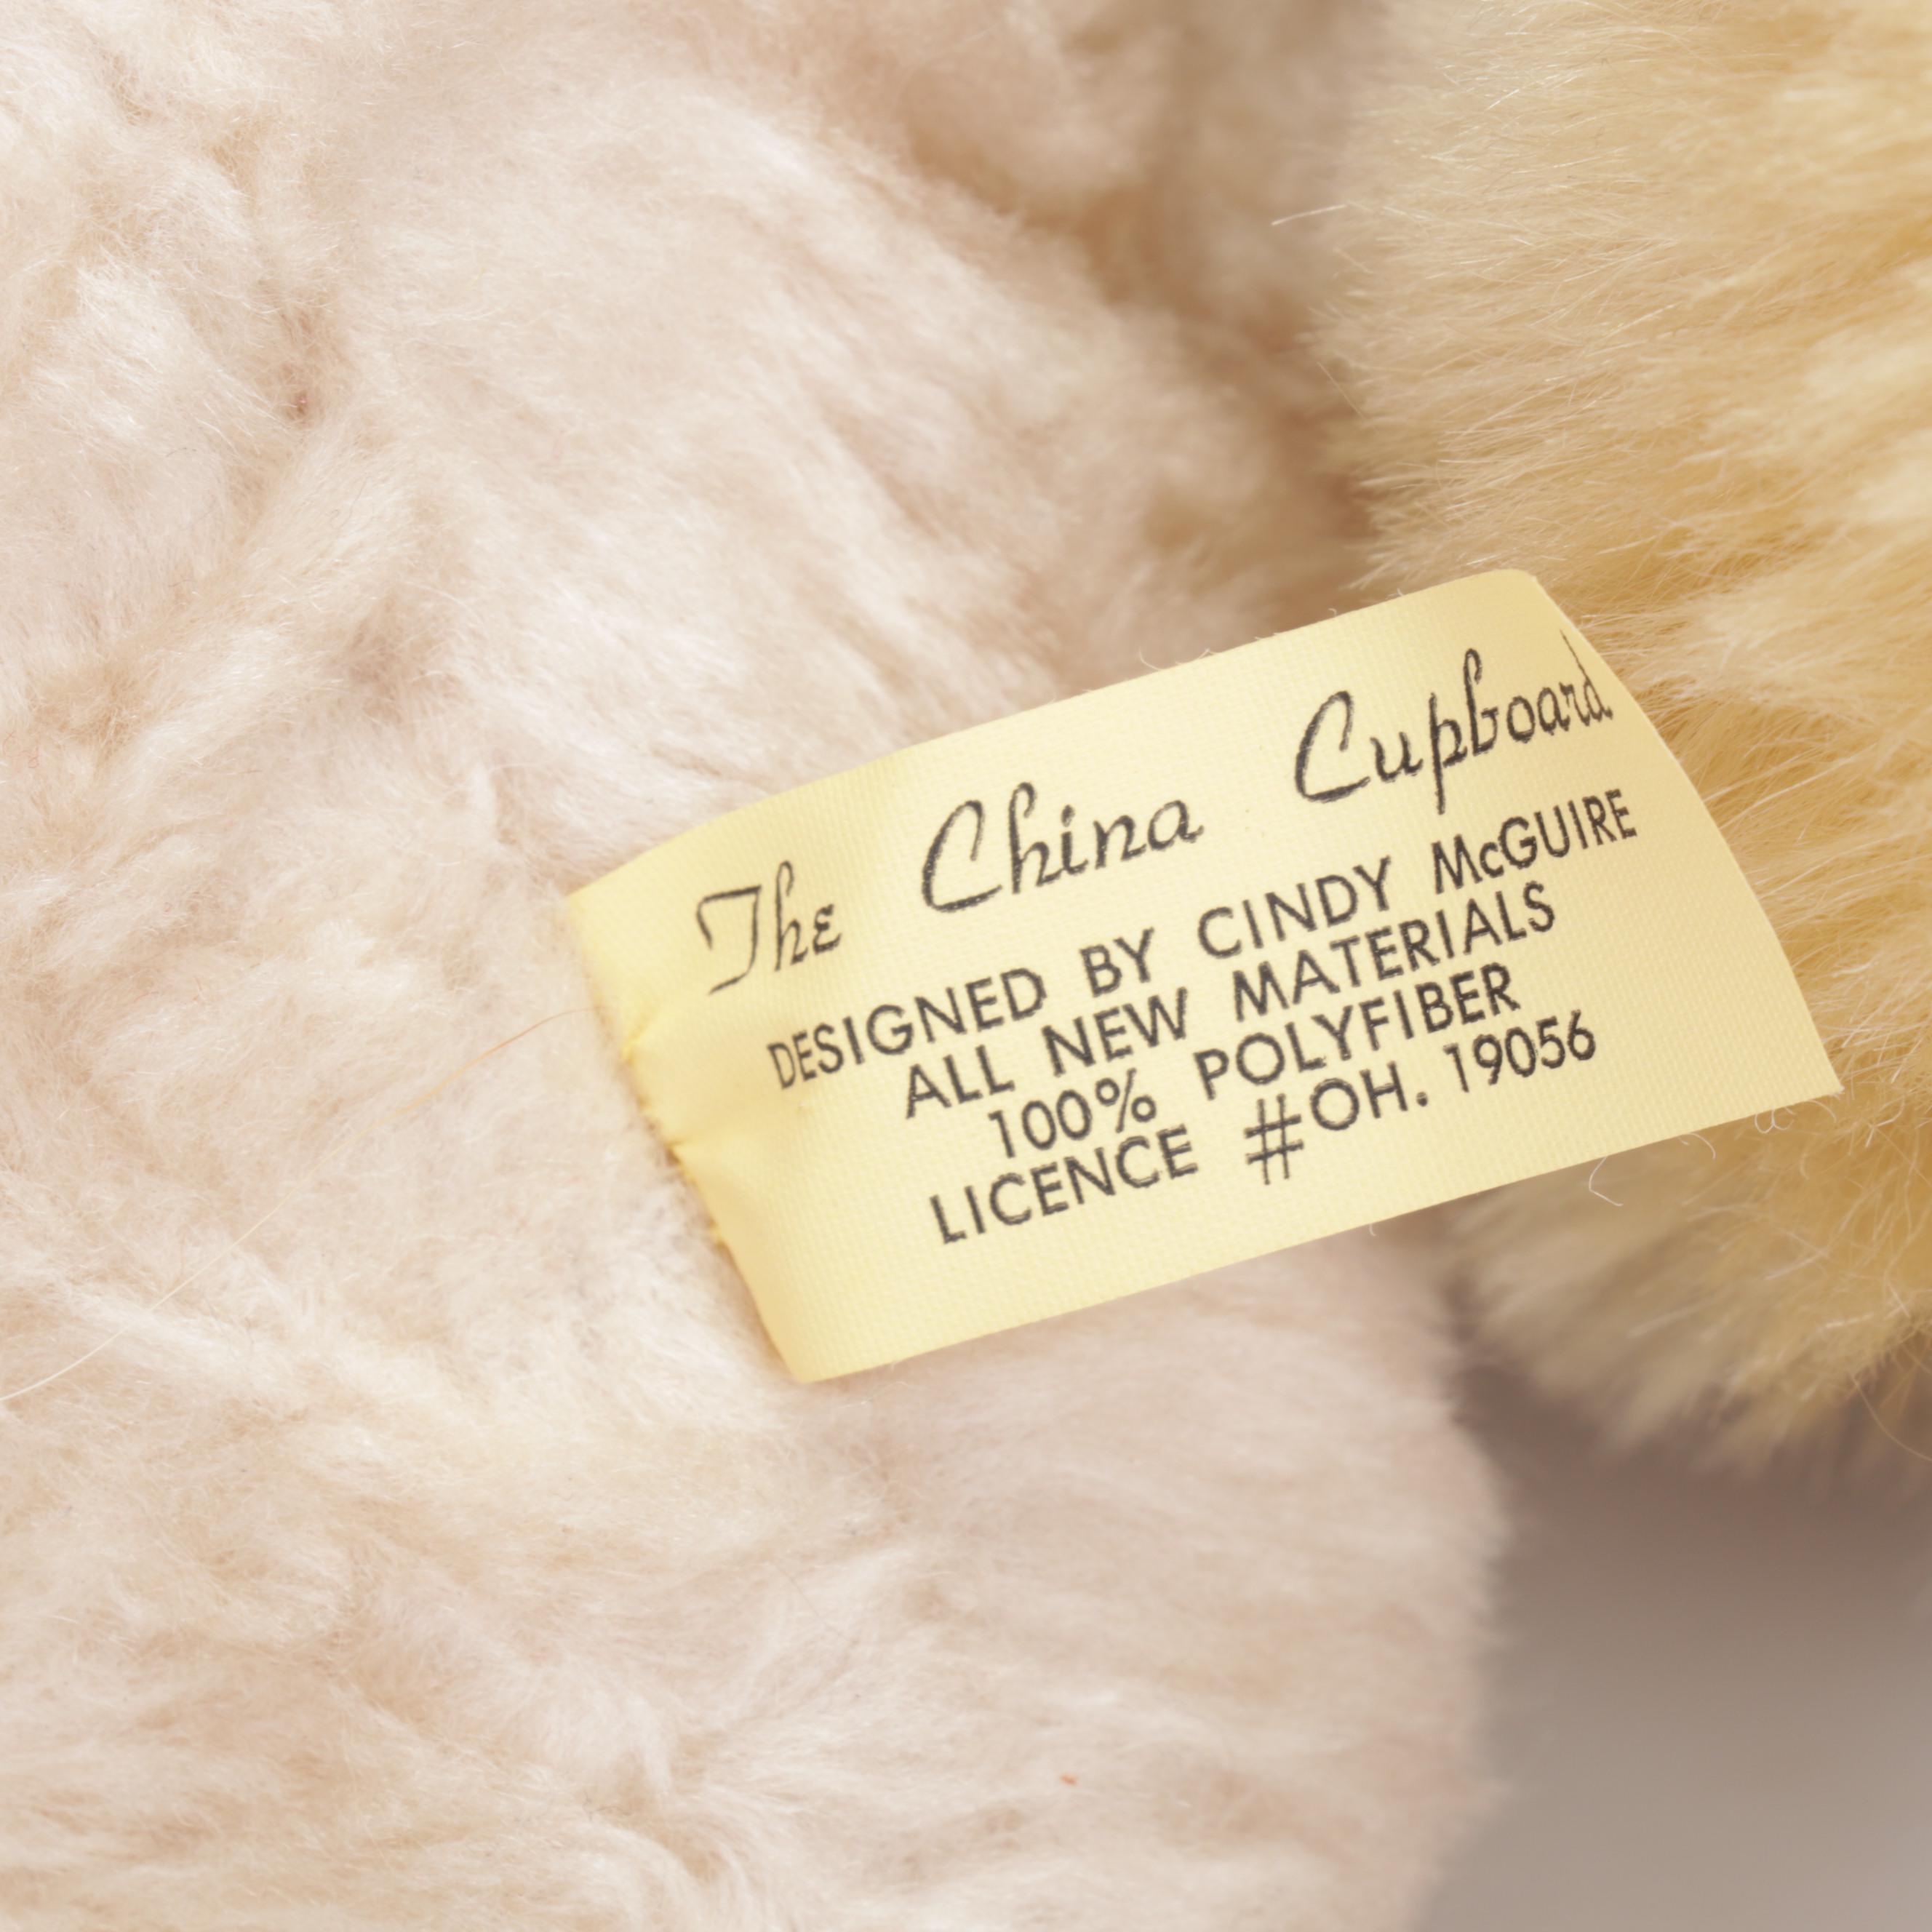 The China Cupboard
DESIGNED BY CINDY McGUIRE
ALL NEW MATERIALS
100% POLYFIBER
LICENCE #OH. 19056